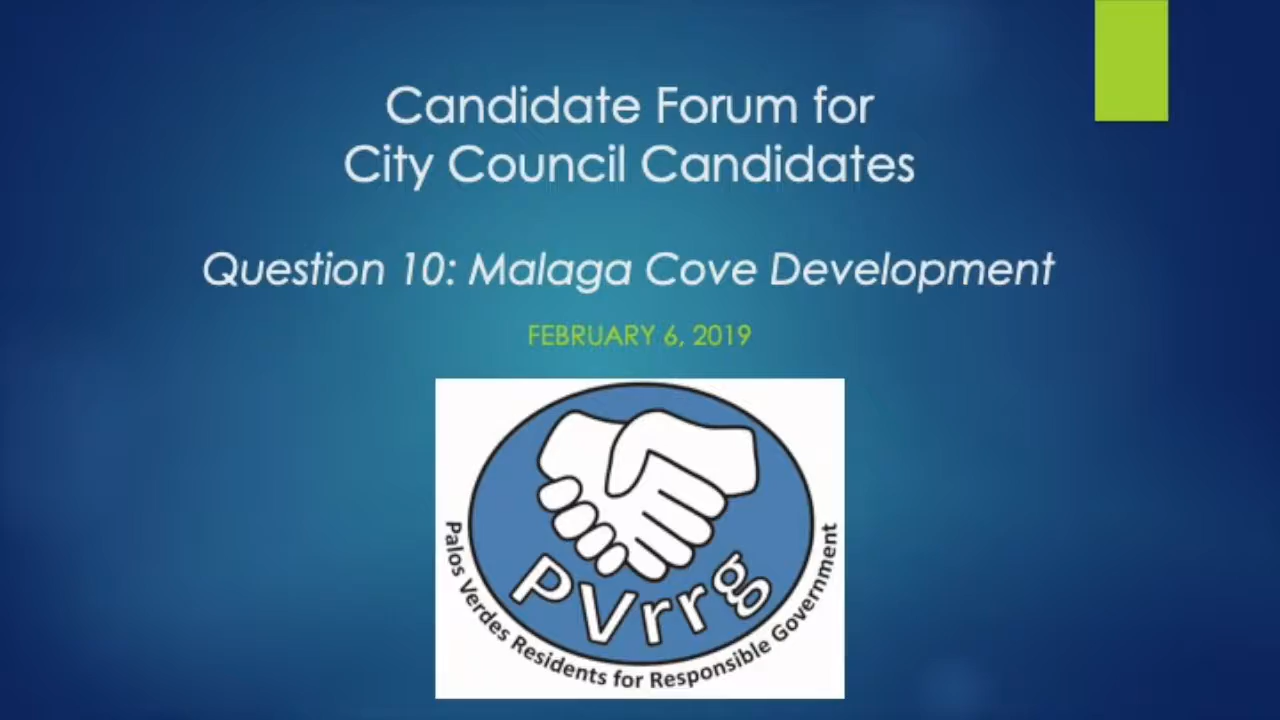 Candidate Forum for
City Council Candidates
Question 10: Malaga Cove Development
FEBRUARY 6, 2019
PVrrg
Palos Verdes Residents for Responsible Government